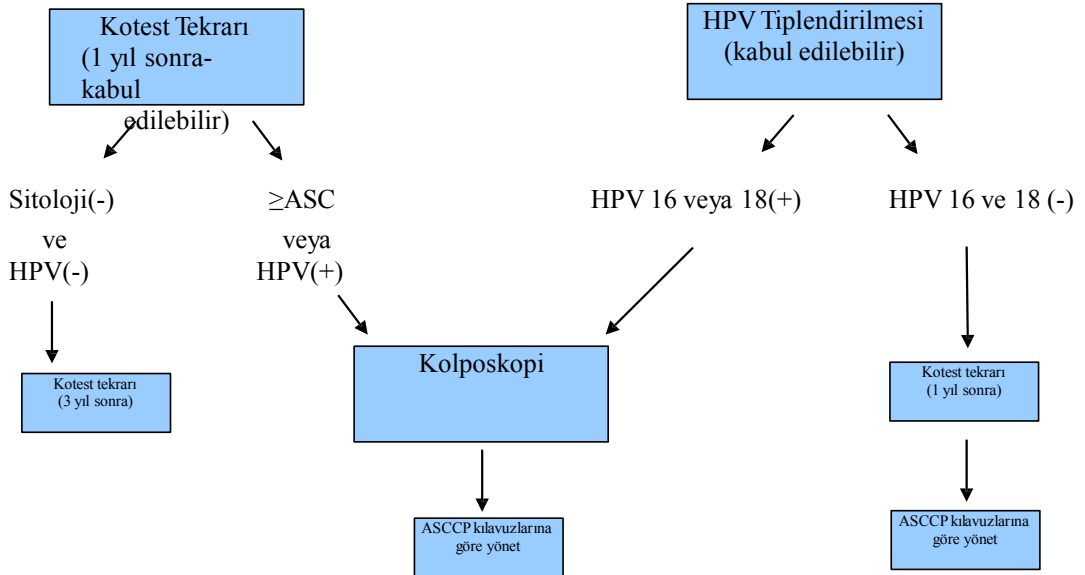 Kotest Tekrarı
(1 yıl sonra-
kabul
edilebilir)
HPV Tiplendirilmesi
(kabul edilebilir)
Sitoloji(-)
ve
HPV(-)
≥ASC
veya
HPV(+)
HPV 16 veya 18(+)
HPV 16 ve 18 (-)
Kotest tekrarı
(3 yıl sonra)
Kolposkopi
Kotest tekrarı
(1 yıl sonra)
ASCCP kılavuzlarına
göre yönet
ASCCP kılavuzlarına
göre yönet